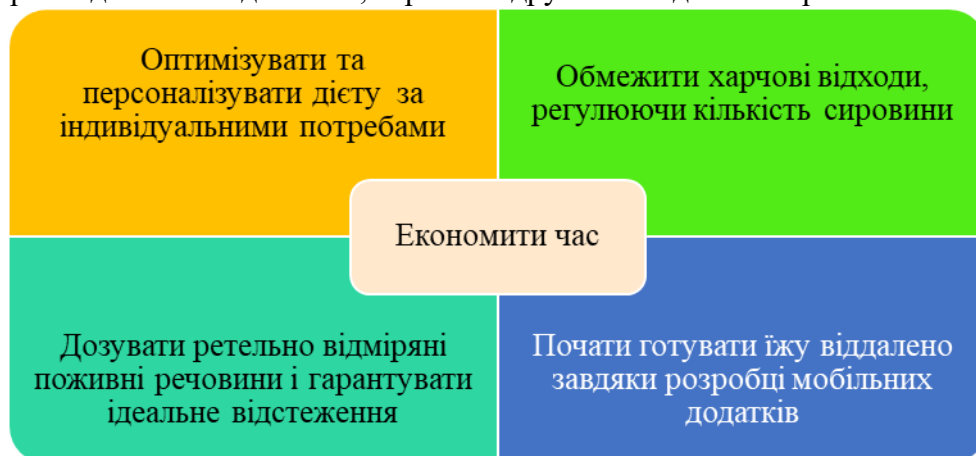 Оптимізувати та
персоналізувати дієту за
індивідуальними потребами
Обмежити харчові відходи,
регулюючи кількість сировини
Економити час
Дозувати ретельно відміряні
поживні речовини і гарантувати
ідеальне відстеження
Почати готувати їжу віддалено
завдяки розробці мобільних
додатків